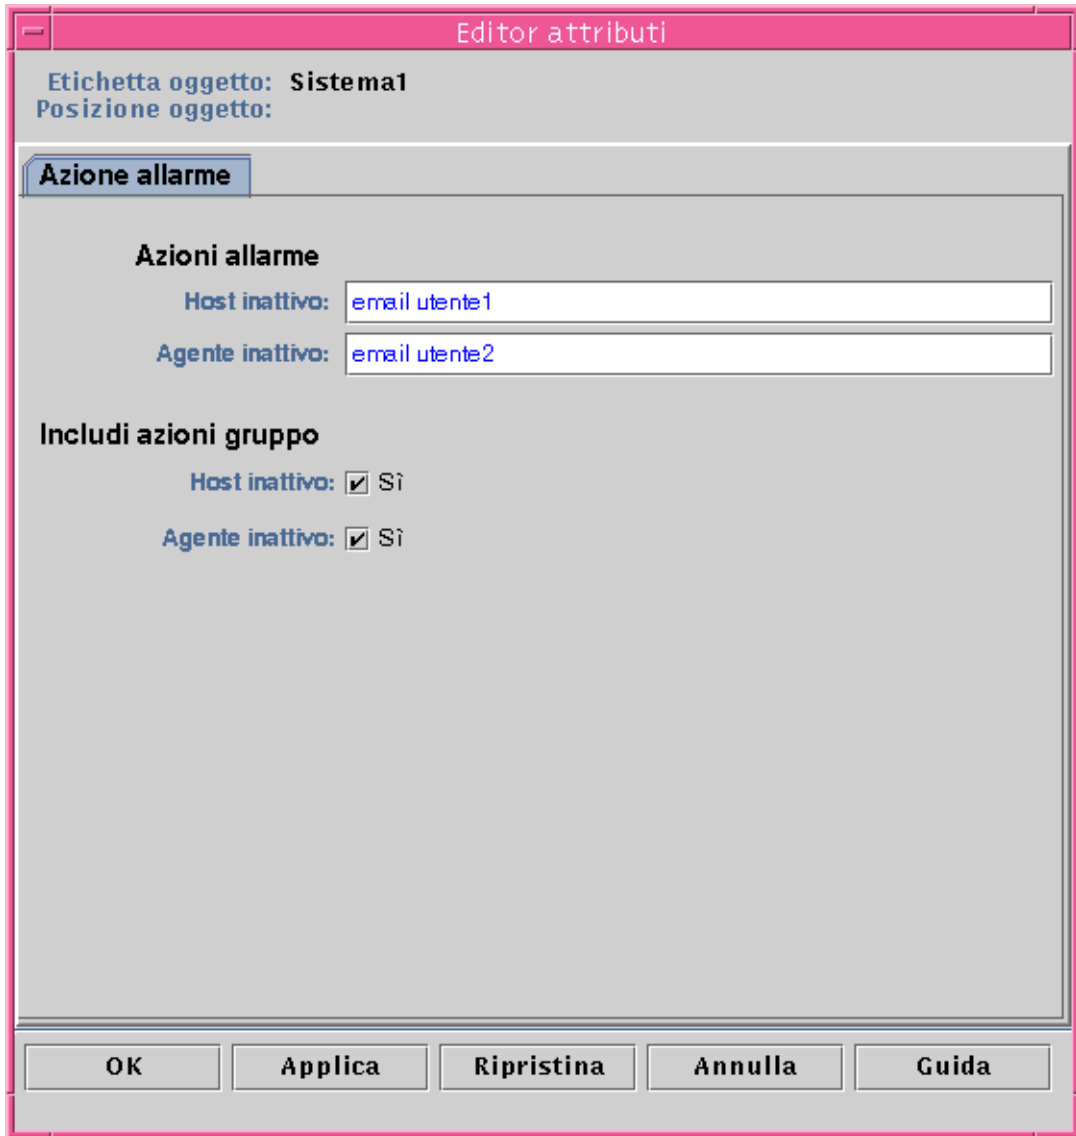 Editor attributi
Etichetta oggetto: Sistema1
Posizione oggetto:
Azione allarme
Azioni allarme
Host inattivo: email utente1
Agente inattivo: email utente2
Includi azioni gruppo
Host inattivo: Sì
Agente inattivo: Sì
OK Applica Ripristina Annulla Guida